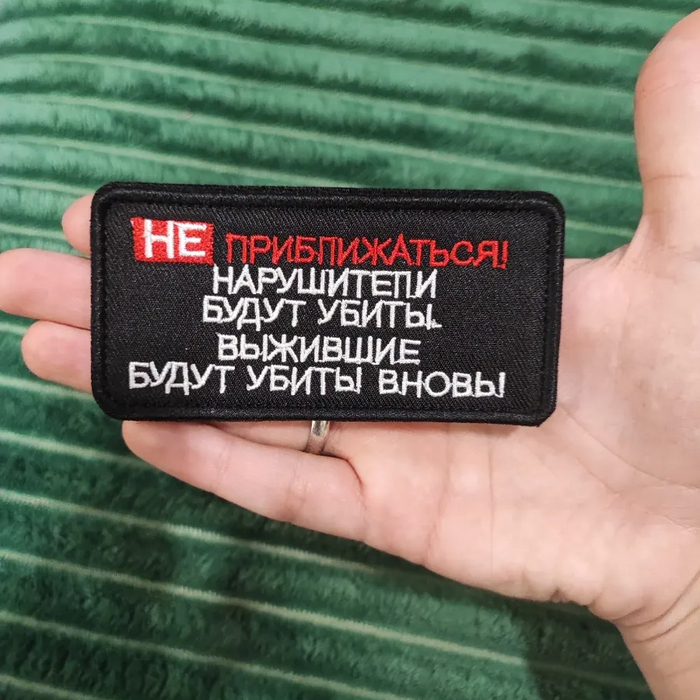 НЕ ПРИБЛИЖАТЬСЯ!
НАРУШИТЕЛИ
БУДУТ УБИТЫ.
ВЫЖИВШИЕ
БУДУТ УБИТЫ ВНОВЬ!